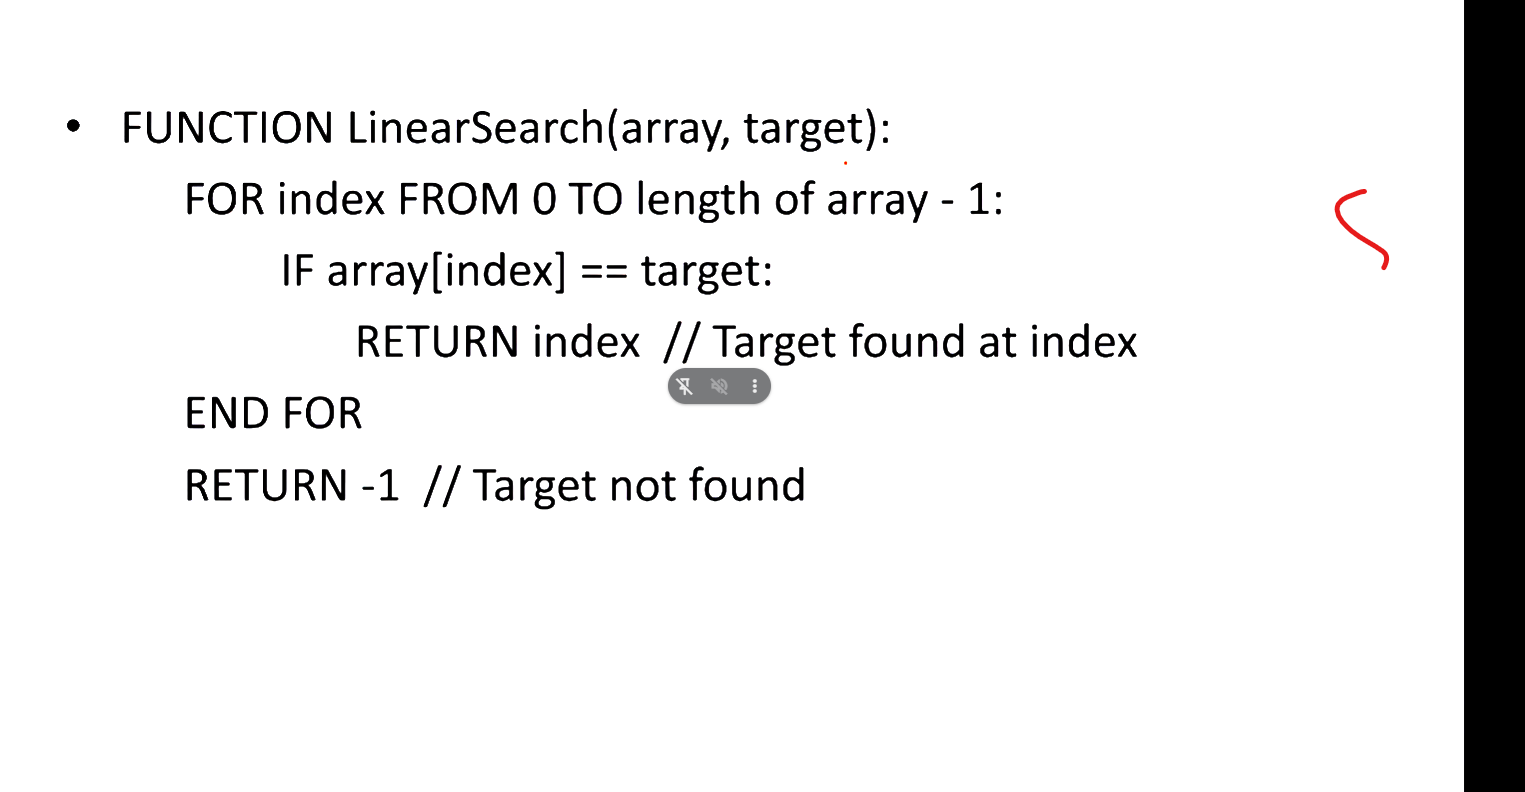 • FUNCTION LinearSearch(array, target):
FOR index FROM 0 TO length of array - 1:
IF array[index] == target:
RETURN index // Target found at index
END FOR
RETURN -1 // Target not found